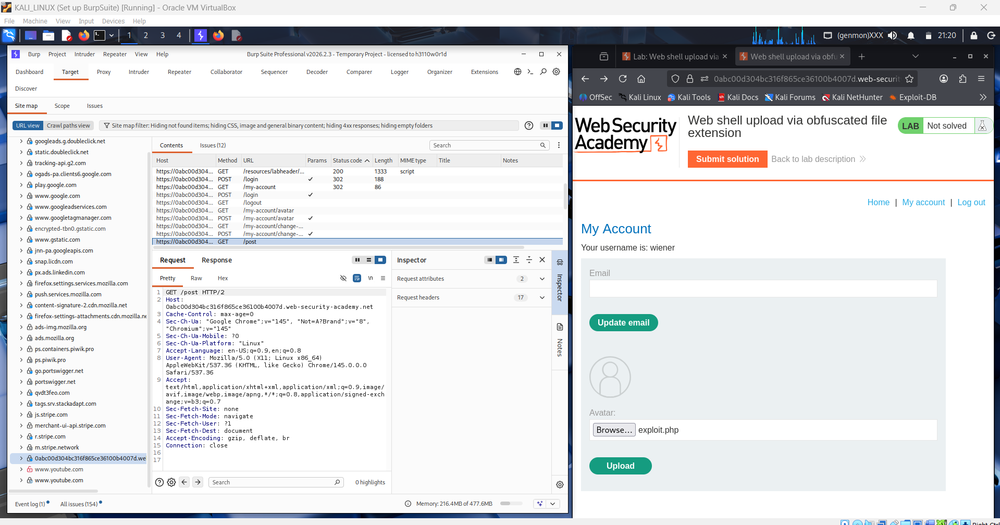 KALI_LINUX (Set up BurpSuite) [Running] - Oracle VM VirtualBox
File Machine View Input Devices Help
1 2 3 4 (genmon)XXX 21:20
Burp Project Intruder Repeater View Help Burp Suite Professional v2026.2.3 - Temporary Project - licensed to h3110w0r1d
Dashboard Target Proxy Intruder Repeater Collaborator Sequencer Decoder Comparer Logger Organizer Extensions
Discover
Site map Scope Issues
URL view Crawl paths view Site map filter: Hiding not found items; hiding CSS, image and general binary content; hiding 4xx responses; hiding empty folders
googleads.g.doubleclick.net
static.doubleclick.net
tracking-api.g2.com
ogads-pa.clients6.google.com
play.google.com
www.google.com
www.googleadservices.com
www.googletagmanager.com
encrypted-tbn0.gstatic.com
www.gstatic.com
jnn-pa.googleapis.com
snap.licdn.com
px.ads.linkedin.com
firefox.settings.services.mozilla.com
push.services.mozilla.com
content-signature-2.cdn.mozilla.net
firefox-settings-attachments.cdn.mozilla.ne
ads-img.mozilla.org
ads.mozilla.org
ps.containers.piwik.pro
ps.piwik.pro
go.portswigger.net
portswigger.net
qvdt3feo.com
tags.srv.stackadapt.com
js.stripe.com
merchant-ui-api.stripe.com
r.stripe.com
m.stripe.network
0abc00d304bc316f865ce36100b4007d.we
www.youtube.com
www.youtube.com
Contents Issues (12) Search
Host Method URL Params Status code Length MIME type Title Notes
https://0abc00d304... GET /resources/labheader/... 200 1333 script
https://0abc00d304... POST /login ✓ 302 188
https://0abc00d304... GET /my-account 302 86
https://0abc00d304... POST /login ✓
https://0abc00d304... GET /logout
https://0abc00d304... GET /my-account/avatar
https://0abc00d304... POST /my-account/avatar ✓
https://0abc00d304... GET /my-account/change-...
https://0abc00d304... POST /my-account/change-... ✓
https://0abc00d304... GET /post
Request Response
Pretty Raw Hex \n
1 GET /post HTTP/2
2 Host:
0abc00d304bc316f865ce36100b4007d.web-security-academy.net
3 Cache-Control: max-age=0
4 Sec-Ch-Ua: "Google Chrome";v="145", "Not=A?Brand";v="8",
"Chromium";v="145"
5 Sec-Ch-Ua-Mobile: ?0
6 Sec-Ch-Ua-Platform: "Linux"
7 Accept-Language: en-US;q=0.9,en;q=0.8
8 User-Agent: Mozilla/5.0 (X11; Linux x86_64)
AppleWebKit/537.36 (KHTML, like Gecko) Chrome/145.0.0.0
Safari/537.36
9 Accept:
text/html,application/xhtml+xml,application/xml;q=0.9,image/
avif,image/webp,image/apng,*/*;q=0.8,application/signed-exch
ange;v=b3;q=0.7
10 Sec-Fetch-Site: none
11 Sec-Fetch-Mode: navigate
12 Sec-Fetch-User: ?1
13 Sec-Fetch-Dest: document
14 Accept-Encoding: gzip, deflate, br
15 Connection: close
16
17
Search 0 highlights
Inspector
Request attributes 2
Request headers 17
Inspector
Notes
Event log (1) All issues (154) Memory: 216.4MB of 477.6MB
Lab: Web shell upload via Web shell upload via obfu
0abc00d304bc316f865ce36100b4007d.web-securit
OffSec Kali Linux Kali Tools Kali Docs Kali Forums Kali NetHunter Exploit-DB
WebSecurity
Academy
Web shell upload via obfuscated file
extension
LAB Not solved
Submit solution Back to lab description
Home | My account | Log out
My Account
Your username is: wiener
Email
Update email
Avatar:
Browse... exploit.php
Upload
Right Ctrl